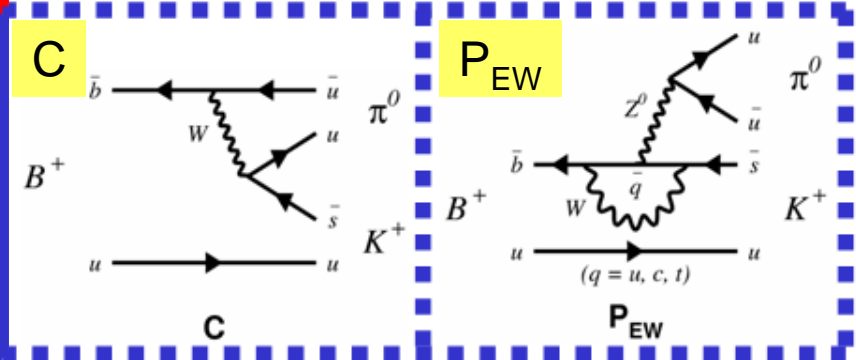 C
b̄
ū
π⁰
W
u
B⁺
s̄
K⁺
u
u
C
P_EW
u
π⁰
Z⁰
ū
b̄
q̄
s̄
B⁺
W
K⁺
u
u
(q = u, c, t)
P_EW